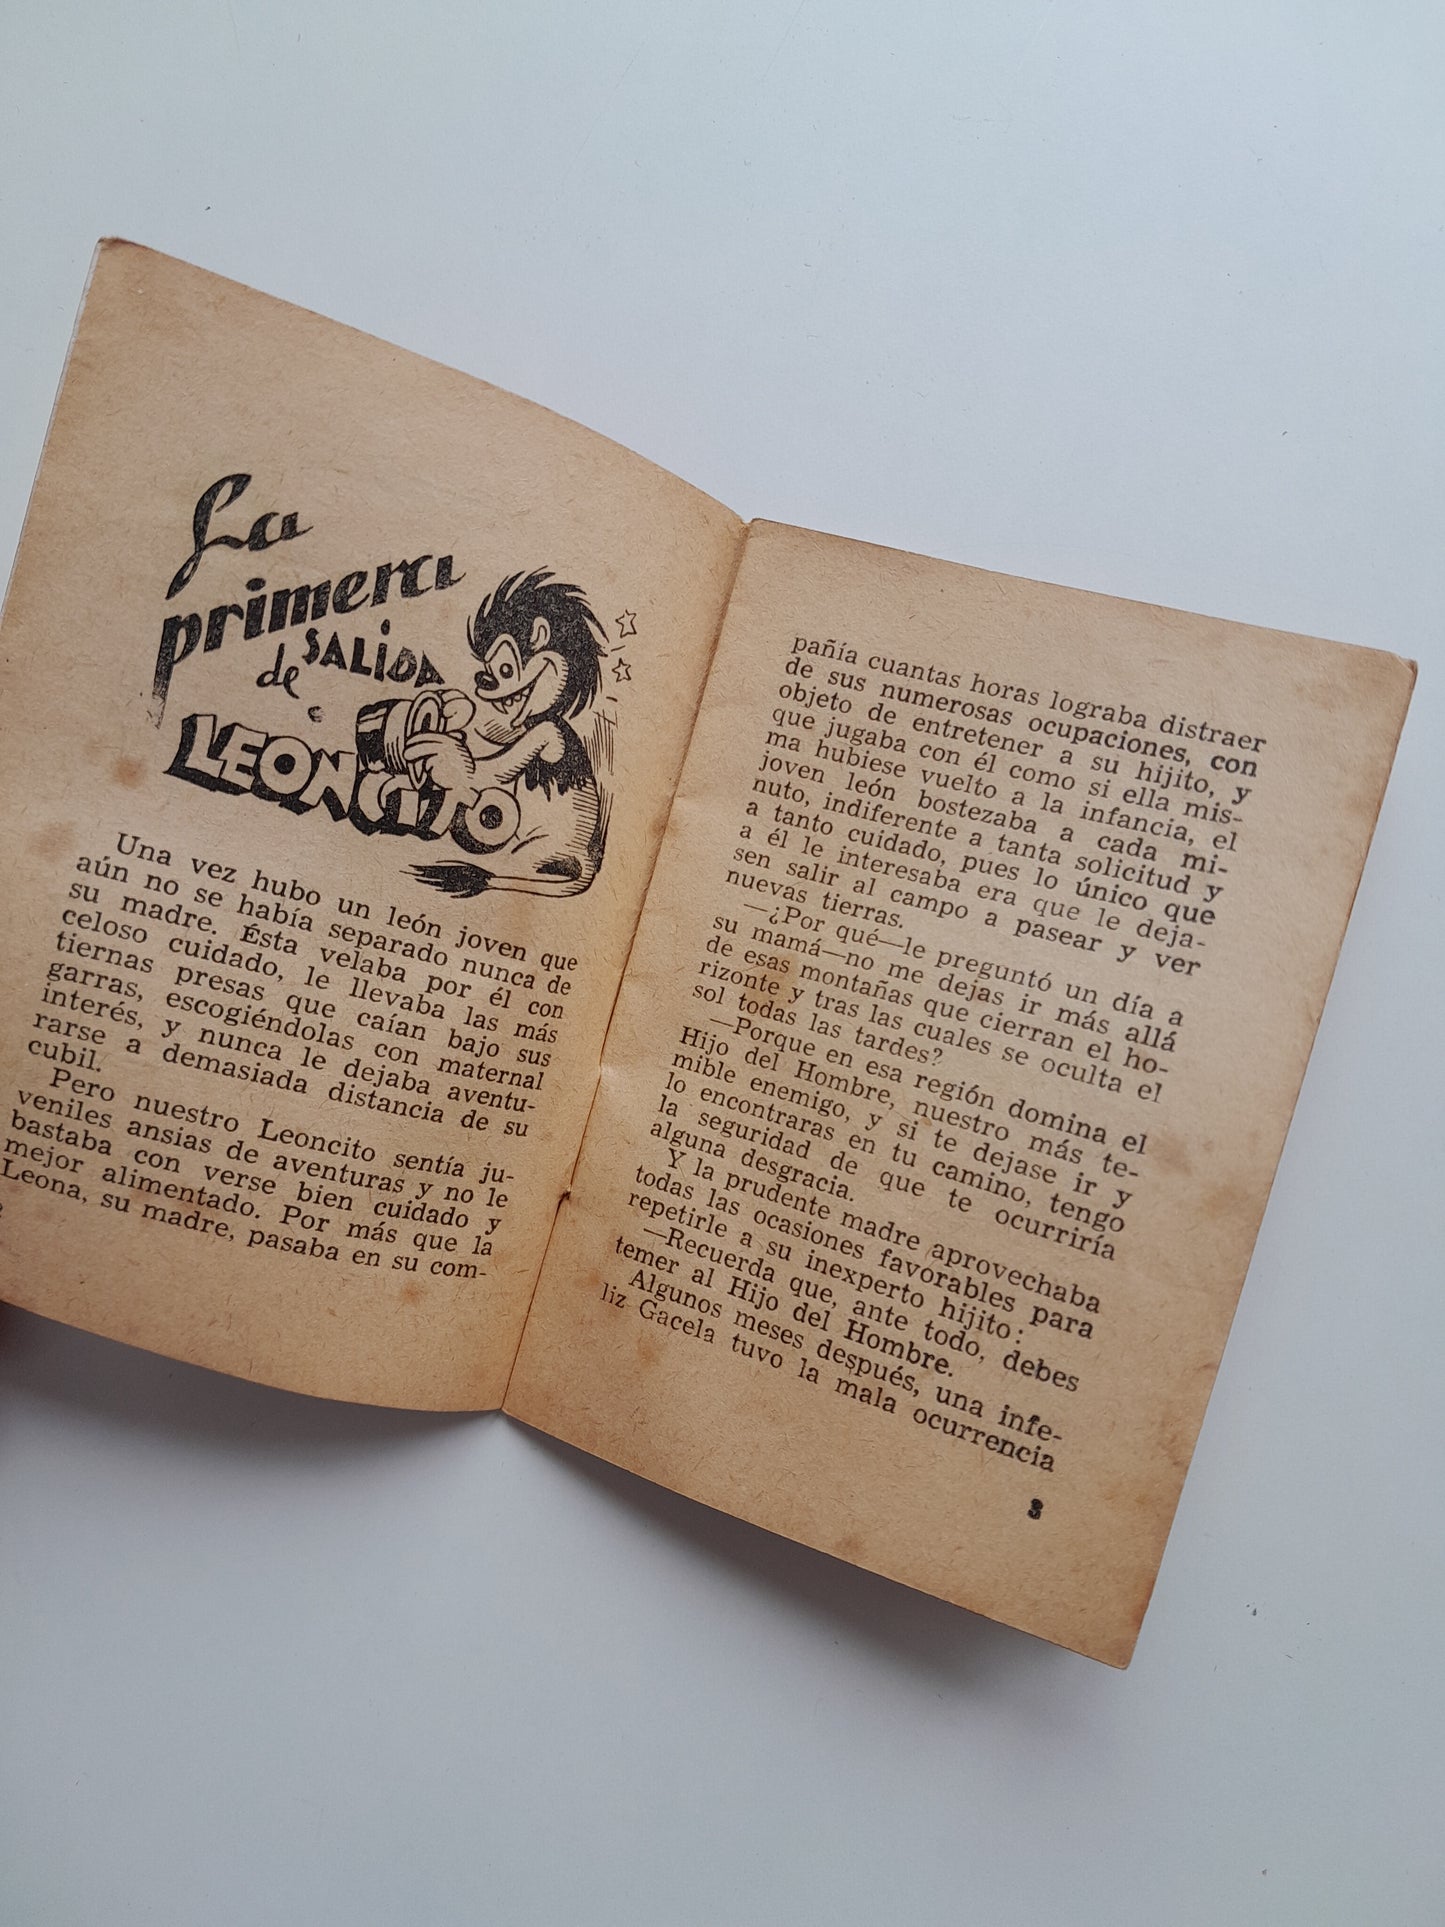 La
primera
SALIDA
de
LEONCITO
Una vez hubo un león joven que
aún no se había separado nunca de
su madre. Ésta velaba por él con
celoso cuidado, le llevaba las más
tiernas presas que caían bajo sus
garras, escogiéndolas con maternal
interés, y nunca le dejaba aventu-
rarse a demasiada distancia de su
cubil.
Pero nuestro Leoncito sentía ju-
veniles ansias de aventuras y no le
bastaba con verse bien cuidado y
mejor alimentado. Por más que la
Leona, su madre, pasaba en su com-
2
pañía cuantas horas lograba distraer
de sus numerosas ocupaciones, con
objeto de entretener a su hijito, y
que jugaba con él como si ella mis-
ma hubiese vuelto a la infancia, el
joven león bostezaba a cada mi-
nuto, indiferente a tanta solicitud y
a tanto cuidado, pues lo único que
a él le interesaba era que le deja-
sen salir al campo a pasear y ver
nuevas tierras.
—¿Por qué—le preguntó un día a
su mamá—no me dejas ir más allá
de esas montañas que cierran el ho-
rizonte y tras las cuales se oculta el
sol todas las tardes?
—Porque en esa región domina el
Hijo del Hombre, nuestro más te-
mible enemigo, y si te dejase ir y
lo encontraras en tu camino, tengo
la seguridad de que te ocurriría
alguna desgracia.
Y la prudente madre aprovechaba
todas las ocasiones favorables para
repetirle a su inexperto hijito:
—Recuerda que, ante todo, debes
temer al Hijo del Hombre.
Algunos meses después, una infe-
liz Gacela tuvo la mala ocurrencia
3